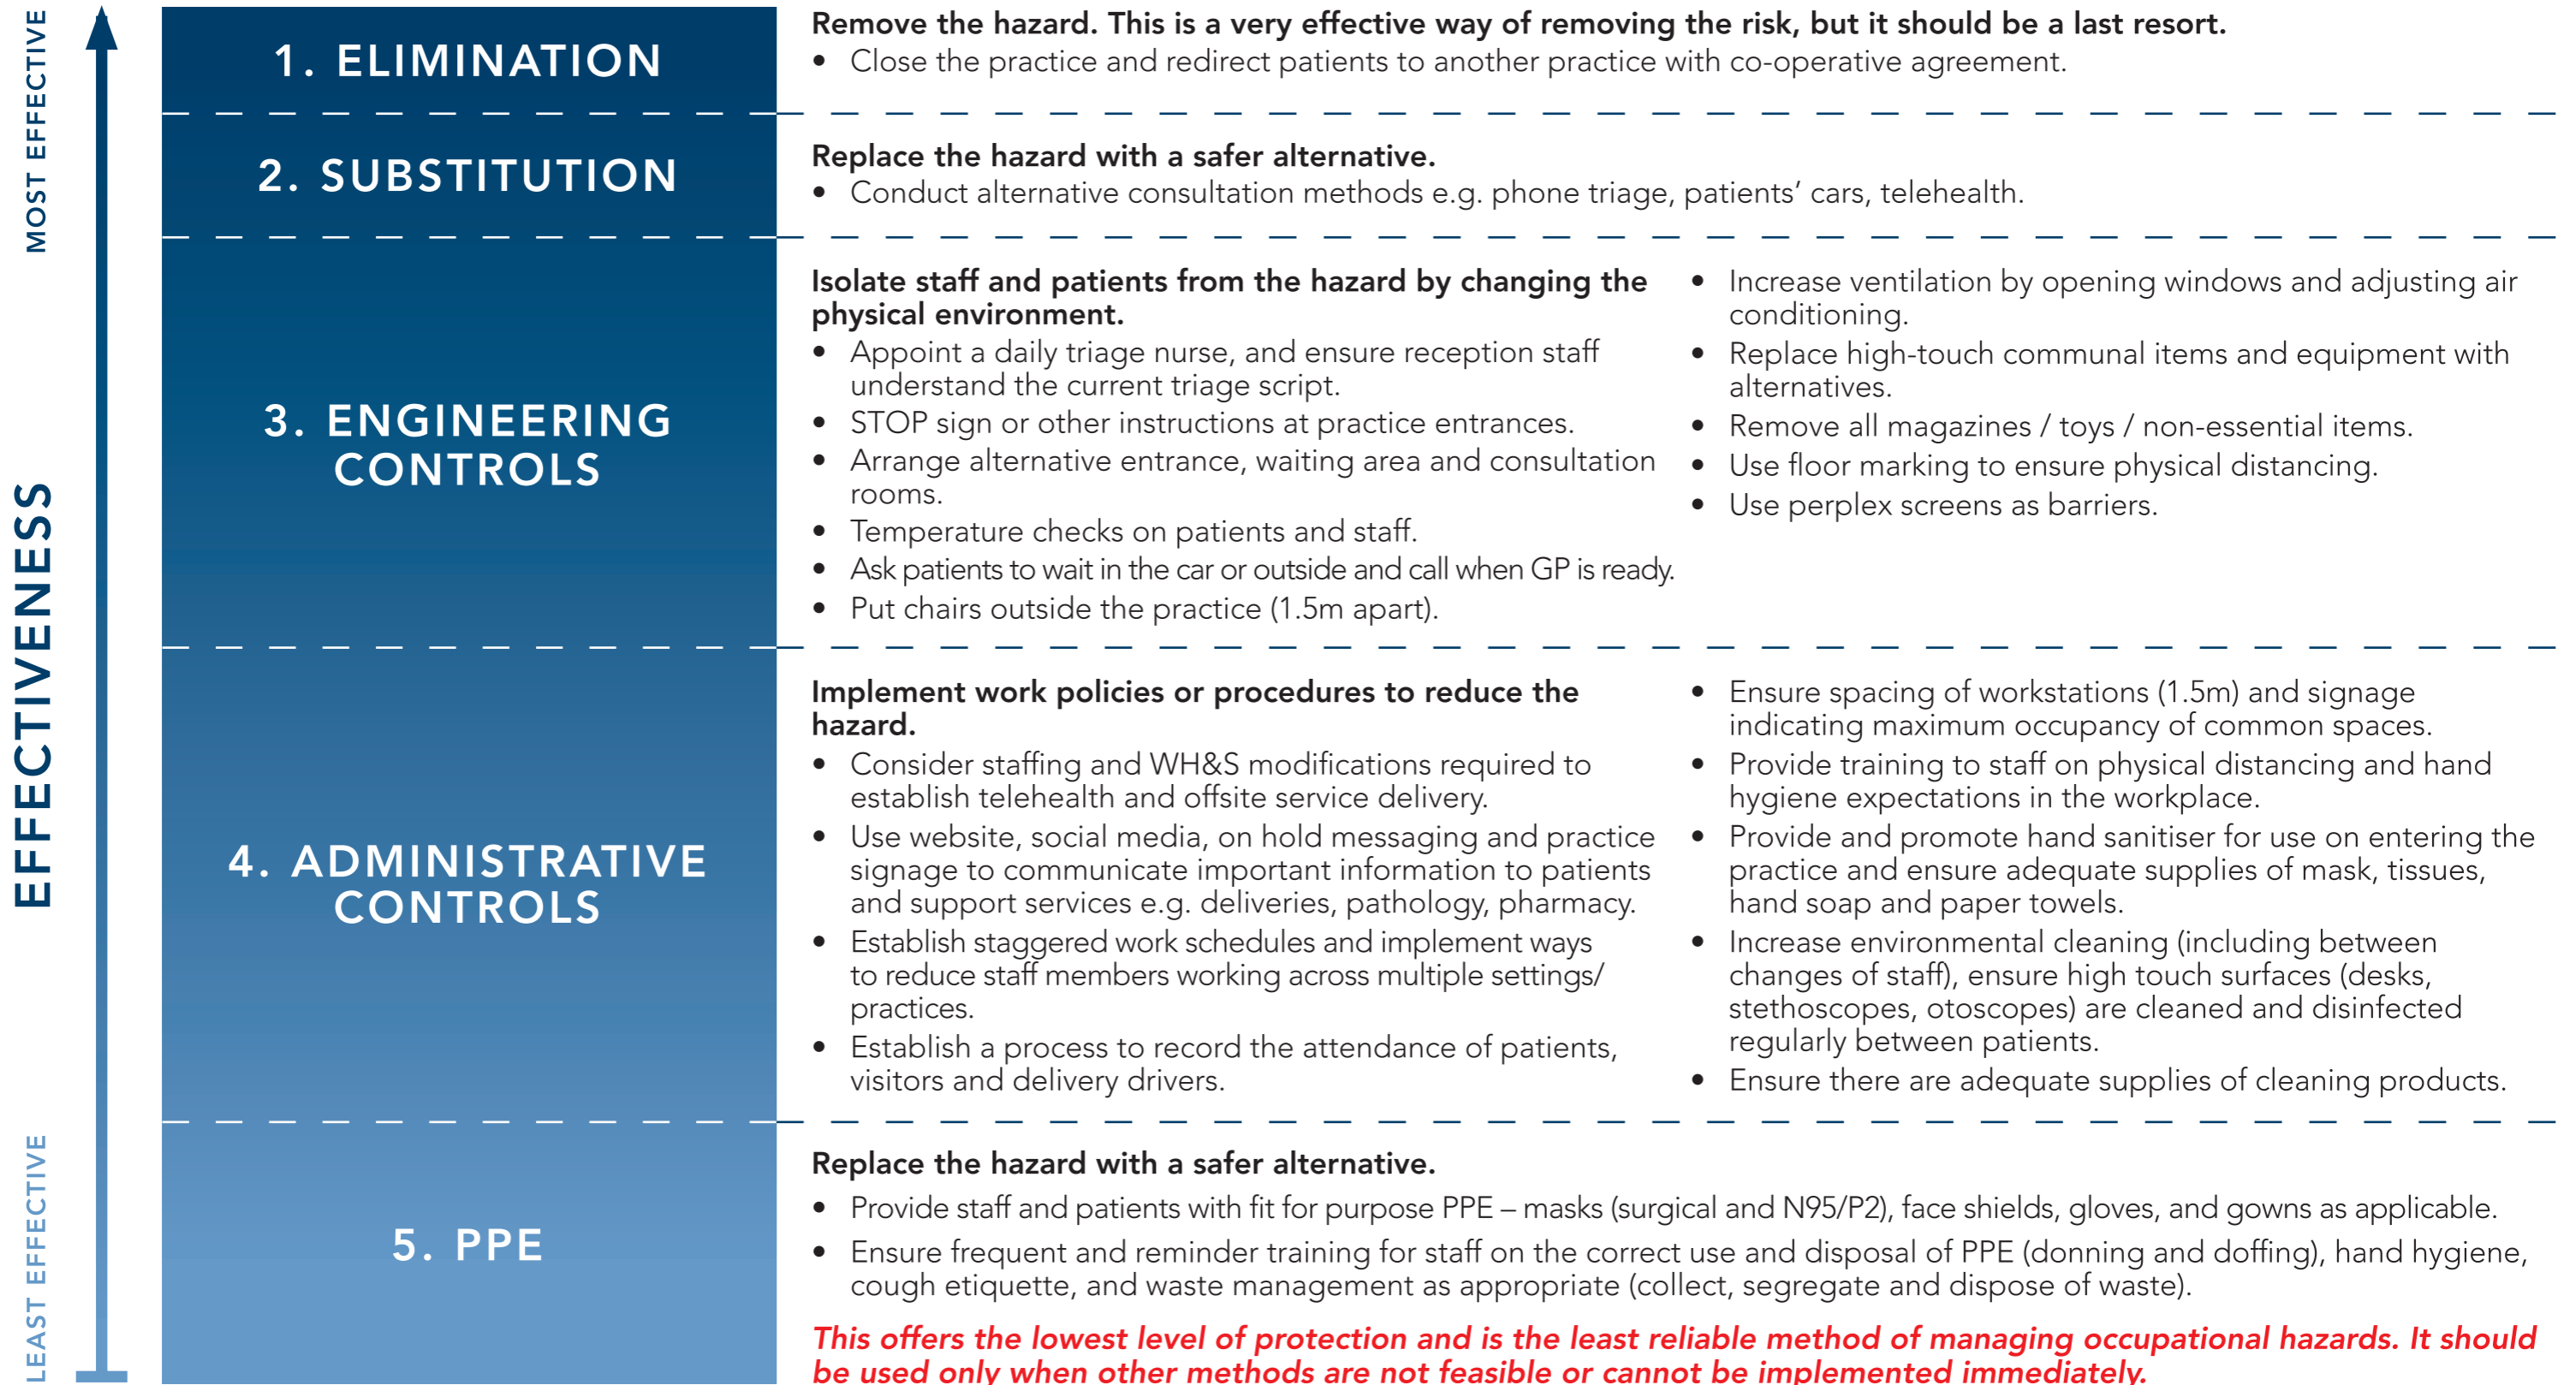 MOST EFFECTIVE
EFFECTIVENESS
LEAST EFFECTIVE
1. ELIMINATION
Remove the hazard. This is a very effective way of removing the risk, but it should be a last resort.
• Close the practice and redirect patients to another practice with co-operative agreement.
2. SUBSTITUTION
Replace the hazard with a safer alternative.
• Conduct alternative consultation methods e.g. phone triage, patients’ cars, telehealth.
3. ENGINEERING
CONTROLS
Isolate staff and patients from the hazard by changing the
physical environment.
• Appoint a daily triage nurse, and ensure reception staff
understand the current triage script.
• STOP sign or other instructions at practice entrances.
• Arrange alternative entrance, waiting area and consultation
rooms.
• Temperature checks on patients and staff.
• Ask patients to wait in the car or outside and call when GP is ready.
• Put chairs outside the practice (1.5m apart).
• Increase ventilation by opening windows and adjusting air
conditioning.
• Replace high-touch communal items and equipment with
alternatives.
• Remove all magazines / toys / non-essential items.
• Use floor marking to ensure physical distancing.
• Use perplex screens as barriers.
4. ADMINISTRATIVE
CONTROLS
Implement work policies or procedures to reduce the
hazard.
• Consider staffing and WH&S modifications required to
establish telehealth and offsite service delivery.
• Use website, social media, on hold messaging and practice
signage to communicate important information to patients
and support services e.g. deliveries, pathology, pharmacy.
• Establish staggered work schedules and implement ways
to reduce staff members working across multiple settings/
practices.
• Establish a process to record the attendance of patients,
visitors and delivery drivers.
• Ensure spacing of workstations (1.5m) and signage
indicating maximum occupancy of common spaces.
• Provide training to staff on physical distancing and hand
hygiene expectations in the workplace.
• Provide and promote hand sanitiser for use on entering the
practice and ensure adequate supplies of mask, tissues,
hand soap and paper towels.
• Increase environmental cleaning (including between
changes of staff), ensure high touch surfaces (desks,
stethoscopes, otoscopes) are cleaned and disinfected
regularly between patients.
• Ensure there are adequate supplies of cleaning products.
5. PPE
Replace the hazard with a safer alternative.
• Provide staff and patients with fit for purpose PPE – masks (surgical and N95/P2), face shields, gloves, and gowns as applicable.
• Ensure frequent and reminder training for staff on the correct use and disposal of PPE (donning and doffing), hand hygiene,
cough etiquette, and waste management as appropriate (collect, segregate and dispose of waste).
This offers the lowest level of protection and is the least reliable method of managing occupational hazards. It should
be used only when other methods are not feasible or cannot be implemented immediately.